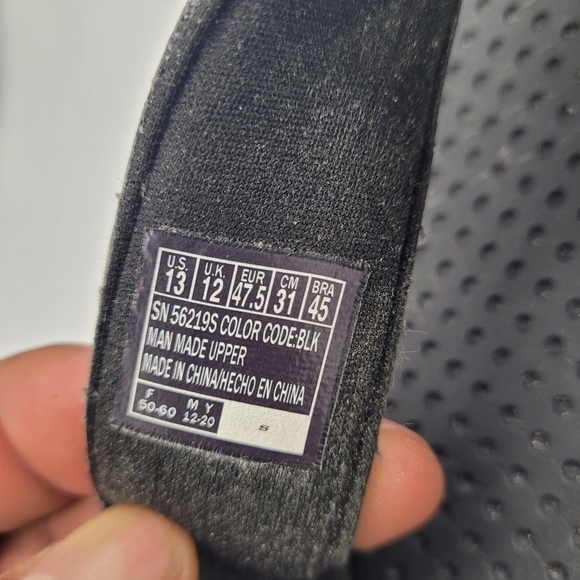 U.S. U.K. EUR CM BRA
13 12 47.5 31 45
SN 56219S COLOR CODE:BLK
MAN MADE UPPER
MADE IN CHINA/HECHO EN CHINA
F M Y
50-60 12-20